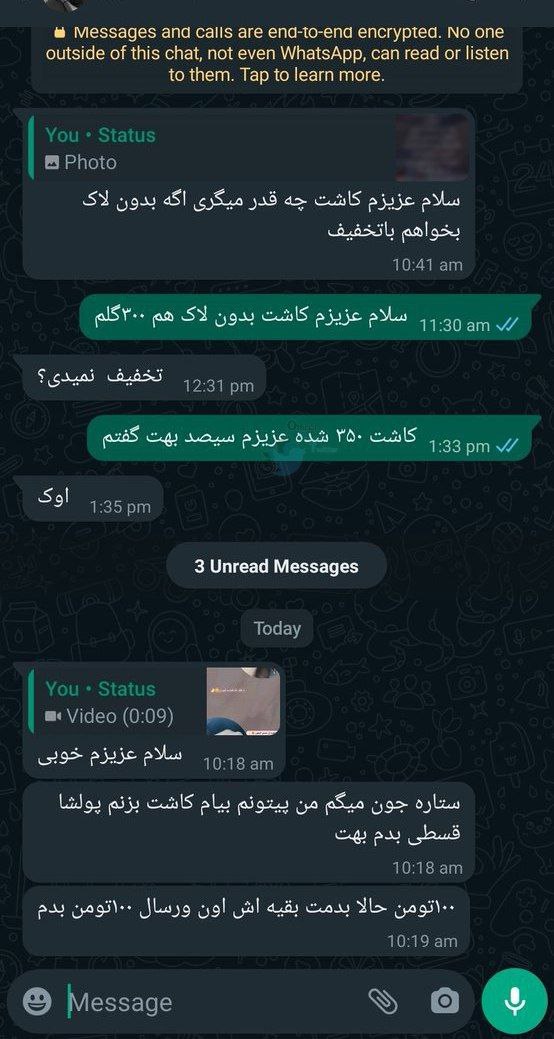 🔒 Messages and calls are end-to-end encrypted. No one
outside of this chat, not even WhatsApp, can read or listen
to them. Tap to learn more.
You • Status
Photo
سلام عزیزم کاشت چه قدر میگری اگه بدون لاک
بخواهم باتخفیف
10:41 am
سلام عزیزم کاشت بدون لاک هم ۳۰۰گلم
11:30 am
تخفیف نمیدی؟
12:31 pm
کاشت ۳۵۰ شده عزیزم سیصد بهت گفتم
1:33 pm
اوک
1:35 pm
3 Unread Messages
Today
You • Status
Video (0:09)
سلام عزیزم خوبی
10:18 am
ستاره جون میگم من پیتونم بیام کاشت بزنم پولشا
قسطی بدم بهت
10:18 am
۱۰۰تومن حالا بدمت بقیه اش اون ورسال ۱۰۰تومن بدم
10:19 am
Message